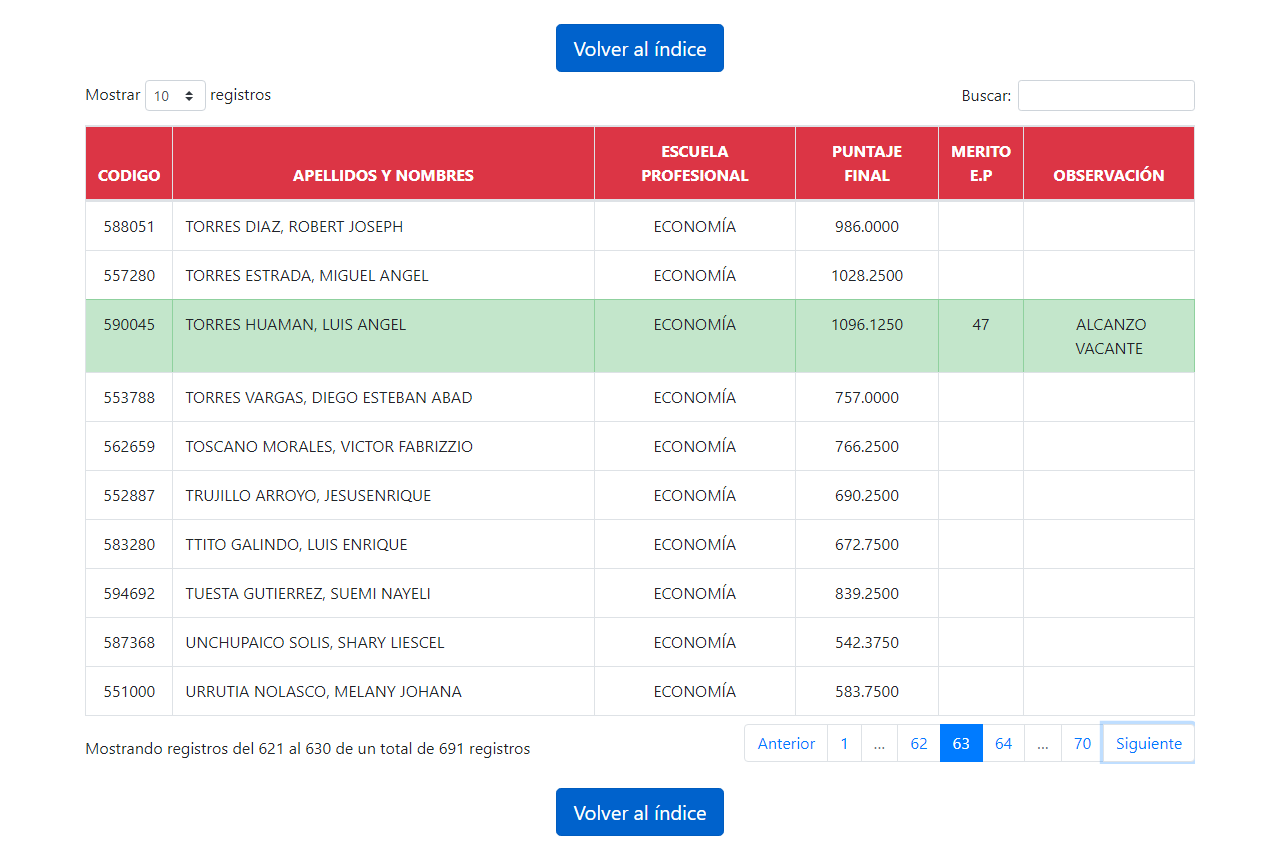 Volver al índice
Mostrar 10 registros Buscar:
CODIGO APELLIDOS Y NOMBRES ESCUELA PROFESIONAL PUNTAJE FINAL MERITO E.P OBSERVACIÓN
588051 TORRES DIAZ, ROBERT JOSEPH ECONOMÍA 986.0000
557280 TORRES ESTRADA, MIGUEL ANGEL ECONOMÍA 1028.2500
590045 TORRES HUAMAN, LUIS ANGEL ECONOMÍA 1096.1250 47 ALCANZO VACANTE
553788 TORRES VARGAS, DIEGO ESTEBAN ABAD ECONOMÍA 757.0000
562659 TOSCANO MORALES, VICTOR FABRIZZIO ECONOMÍA 766.2500
552887 TRUJILLO ARROYO, JESUSENRIQUE ECONOMÍA 690.2500
583280 TTITO GALINDO, LUIS ENRIQUE ECONOMÍA 672.7500
594692 TUESTA GUTIERREZ, SUEMI NAYELI ECONOMÍA 839.2500
587368 UNCHUPAICO SOLIS, SHARY LIESCEL ECONOMÍA 542.3750
551000 URRUTIA NOLASCO, MELANY JOHANA ECONOMÍA 583.7500
Mostrando registros del 621 al 630 de un total de 691 registros Anterior 1 ... 62 63 64 ... 70 Siguiente
Volver al índice